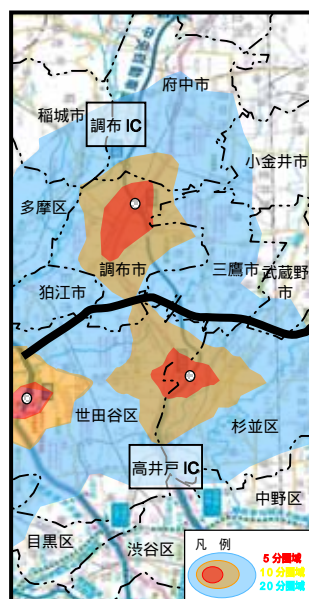 府中市
稲城市
調布 IC
小金井市
多摩区
調布市
三鷹市
武蔵野
市
狛江市
世田谷区
杉並区
高井戸 IC
中野区
目黒区
渋谷区
凡 例
5 分圏域
10 分圏域
20 分圏域